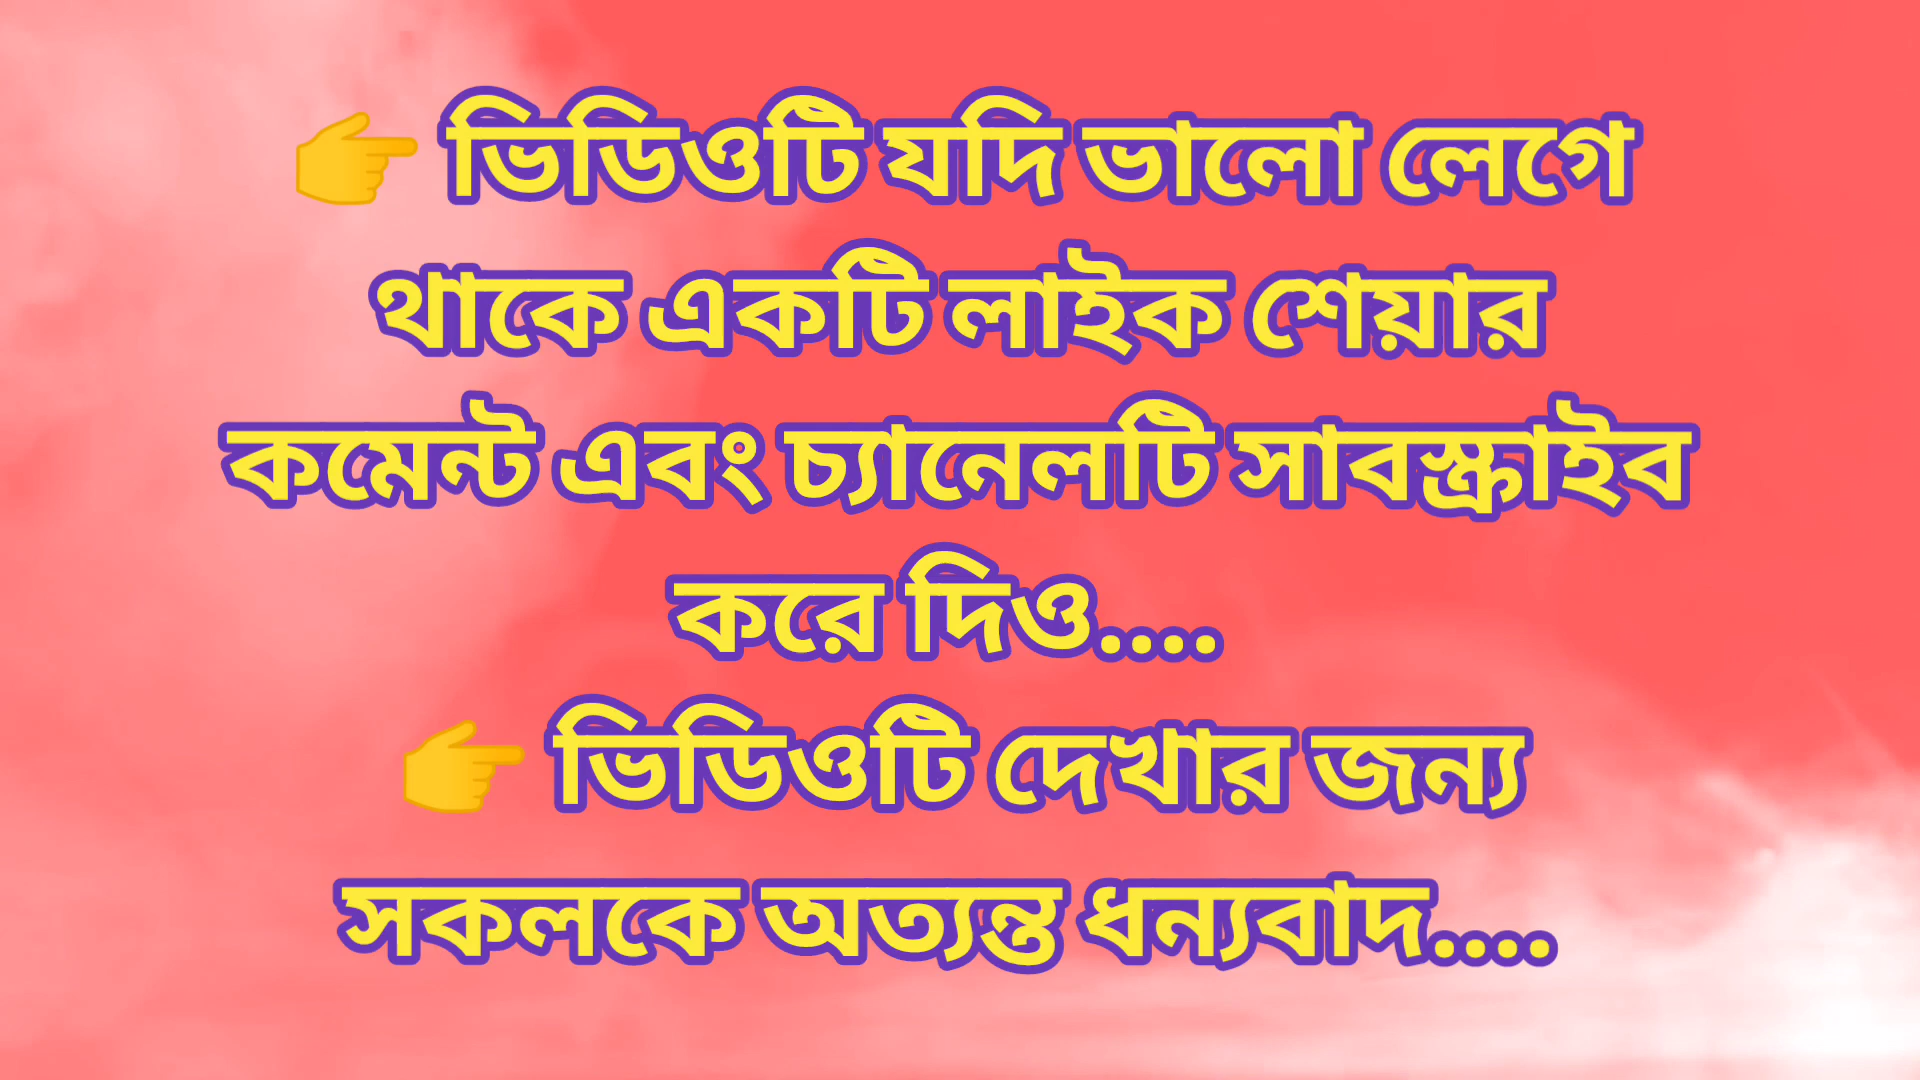 👉 ভিডিওটি যদি ভালো লেগে
থাকে একটি লাইক শেয়ার
কমেন্ট এবং চ্যানেলটি সাবস্ক্রাইব
করে দিও....
👉 ভিডিওটি দেখার জন্য
সকলকে অত্যন্ত ধন্যবাদ....